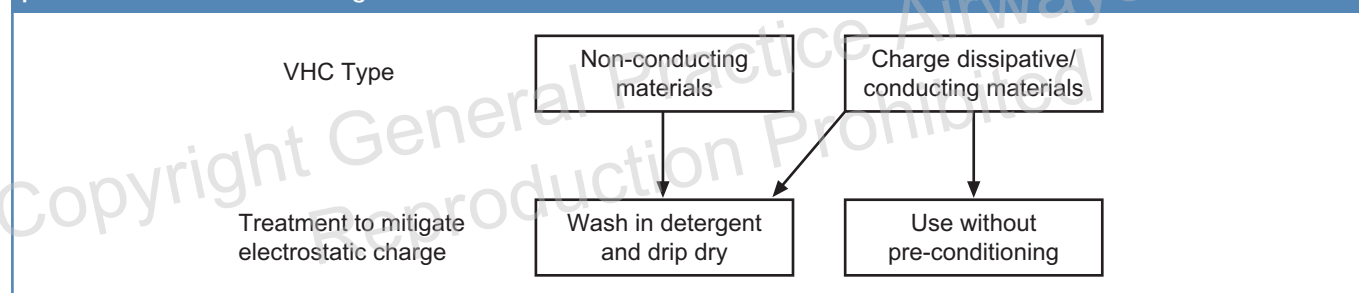 Non-conducting
materials
Charge dissipative/
conducting materials
VHC Type
Treatment to mitigate
electrostatic charge
Wash in detergent
and drip dry
Use without
pre-conditioning
Copyright General Practice Airways
Reproduction Prohibited